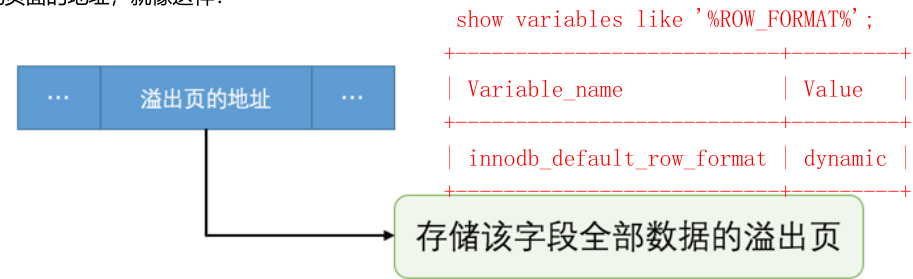 的页面的地址，就像这样：
show variables like '%ROW_FORMAT%';
+----------------------------+---------+
| Variable_name | Value |
+----------------------------+---------+
| innodb_default_row_format | dynamic |
+----------------------------+---------+
… 溢出页的地址 …
存储该字段全部数据的溢出页